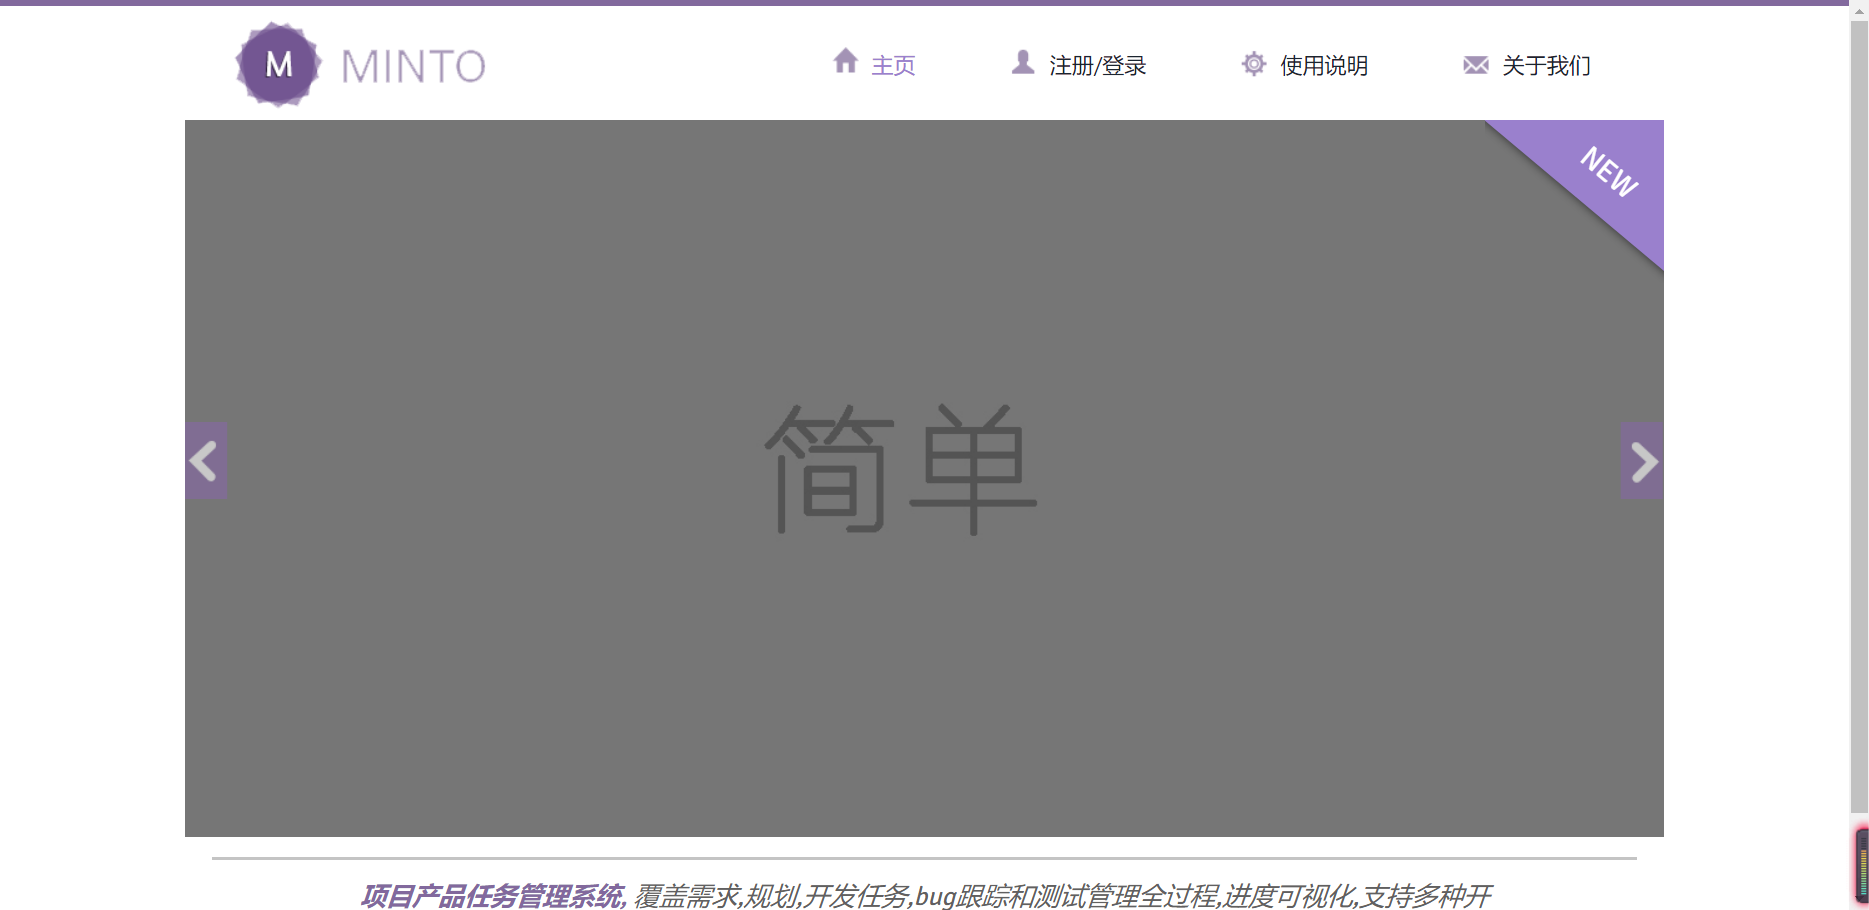 M MINTO
主页 注册/登录 使用说明 关于我们
NEW
简单
项目产品任务管理系统, 覆盖需求,规划,开发任务,bug跟踪和测试管理全过程,进度可视化,支持多种开